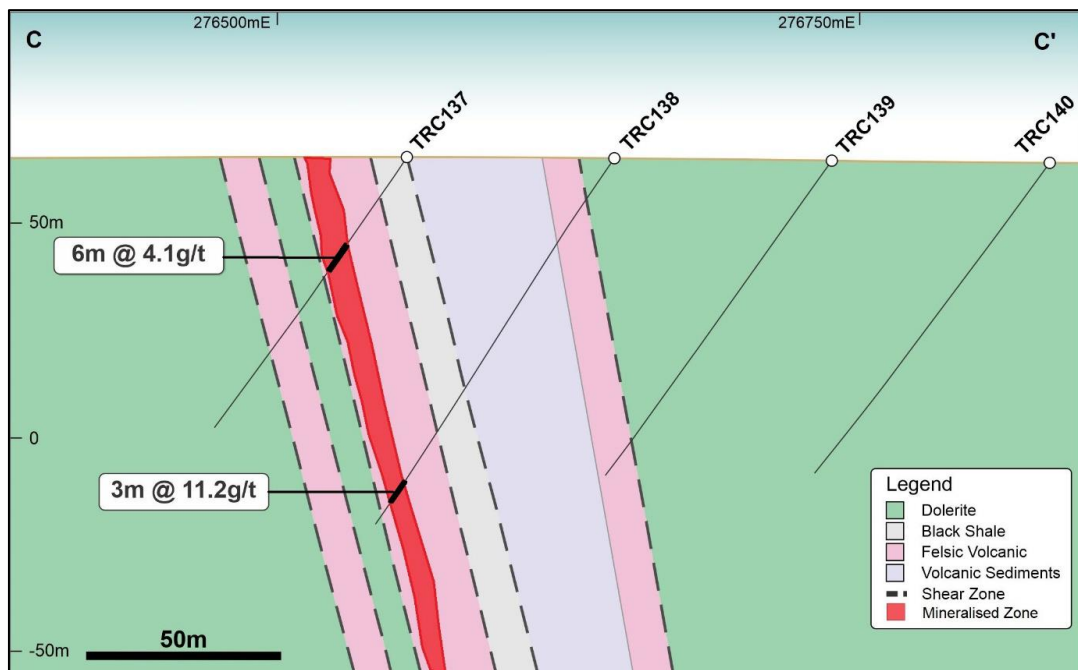 276500mE
276750mE
C
C'
TRC137
TRC138
TRC139
TRC140
50m
6m @ 4.1g/t
0
3m @ 11.2g/t
-50m
50m
Legend
Dolerite
Black Shale
Felsic Volcanic
Volcanic Sediments
Shear Zone
Mineralised Zone